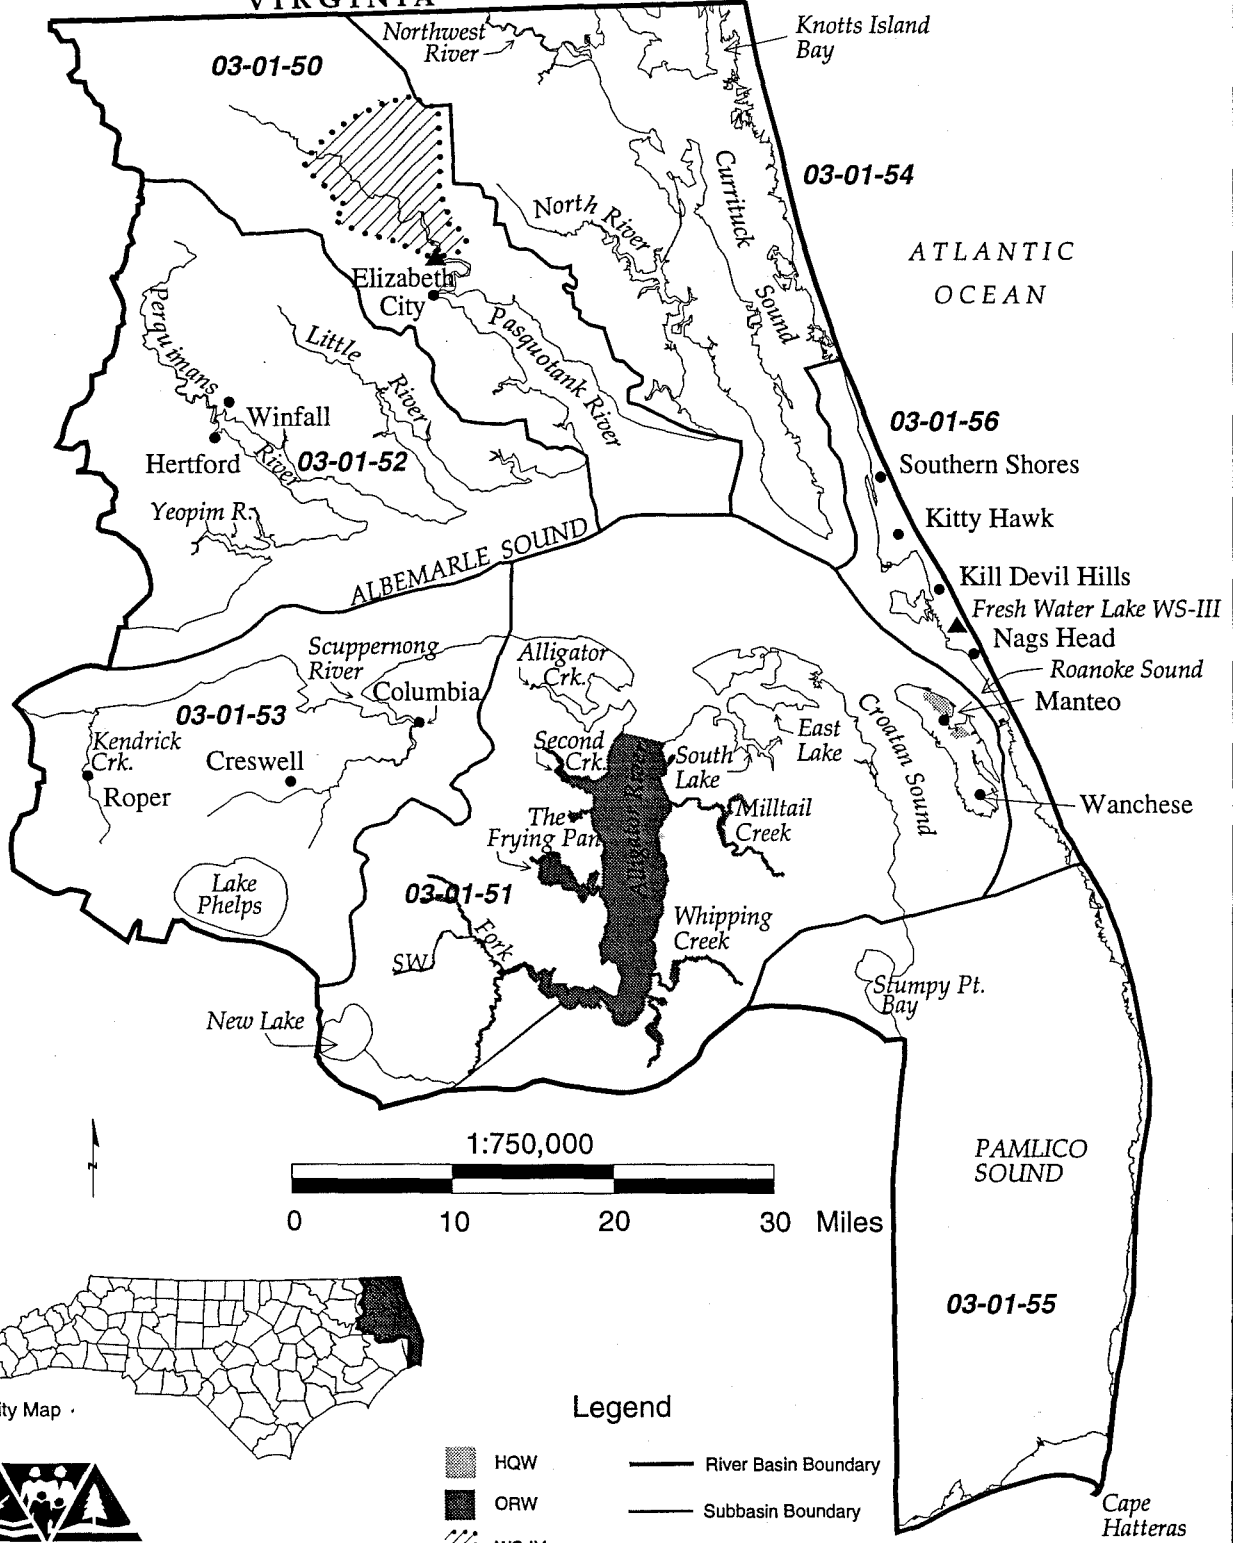 VIRGINIA
Northwest
River
Knotts Island
Bay
03-01-50
03-01-54
Currituck
Sound
North River
ATLANTIC
OCEAN
Elizabeth
City
Perquimans
River
Little
River
Pasquotank River
Winfall
Hertford
03-01-52
03-01-56
Southern Shores
Yeopim R.
Kitty Hawk
ALBEMARLE SOUND
Kill Devil Hills
Fresh Water Lake WS-III
Nags Head
Roanoke Sound
Manteo
Scuppernong
River
Columbia
Alligator
Crk.
03-01-53
Kendrick
Crk.
Creswell
Roper
Second
Crk.
South
Lake
East
Lake
Croatan Sound
Alligator River
Wanchese
The
Frying Pan
Milltail
Creek
Lake
Phelps
03-01-51
Fork
SW
Whipping
Creek
Stumpy Pt.
Bay
New Lake
N
1:750,000
0 10 20 30 Miles
PAMLICO
SOUND
03-01-55
ity Map
Legend
HQW
ORW
River Basin Boundary
Subbasin Boundary
Cape
Hatteras